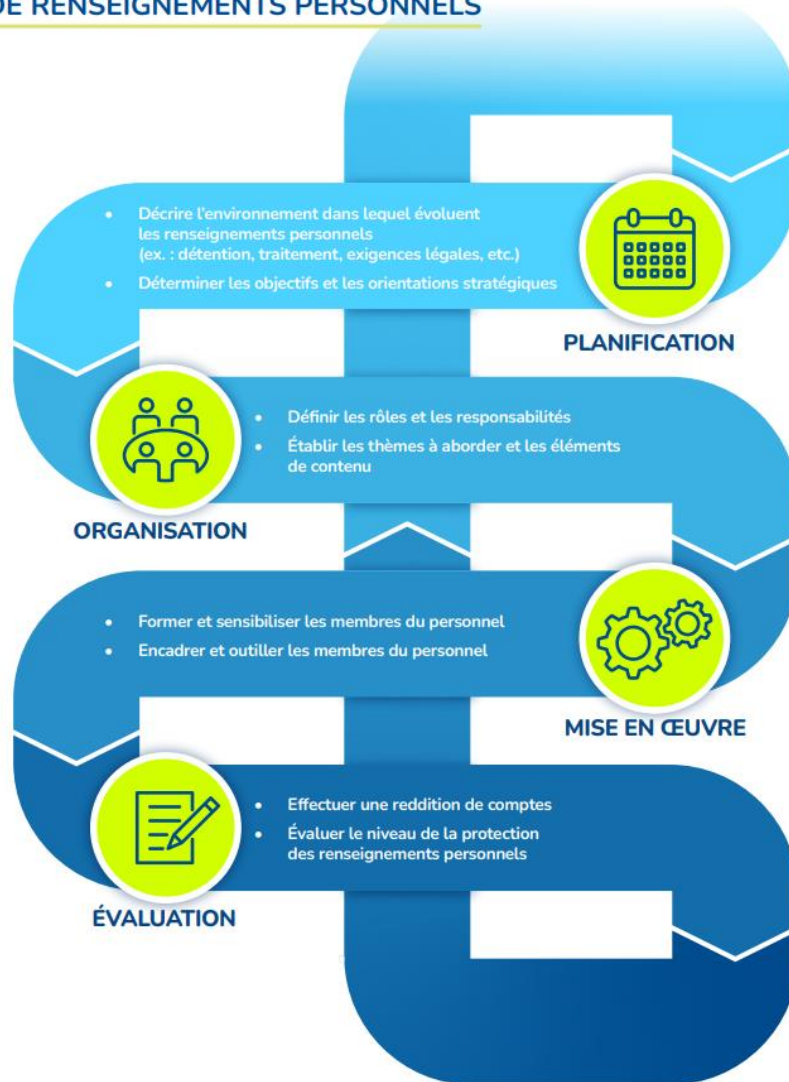 DE RENSEIGNEMENTS PERSONNELS
• Décrire l'environnement dans lequel évoluent
les renseignements personnels
(ex. : détention, traitement, exigences légales, etc.)
• Déterminer les objectifs et les orientations stratégiques
PLANIFICATION
• Définir les rôles et les responsabilités
• Établir les thèmes à aborder et les éléments
de contenu
ORGANISATION
• Former et sensibiliser les membres du personnel
• Encadrer et outiller les membres du personnel
MISE EN ŒUVRE
• Effectuer une reddition de comptes
• Évaluer le niveau de la protection
des renseignements personnels
ÉVALUATION